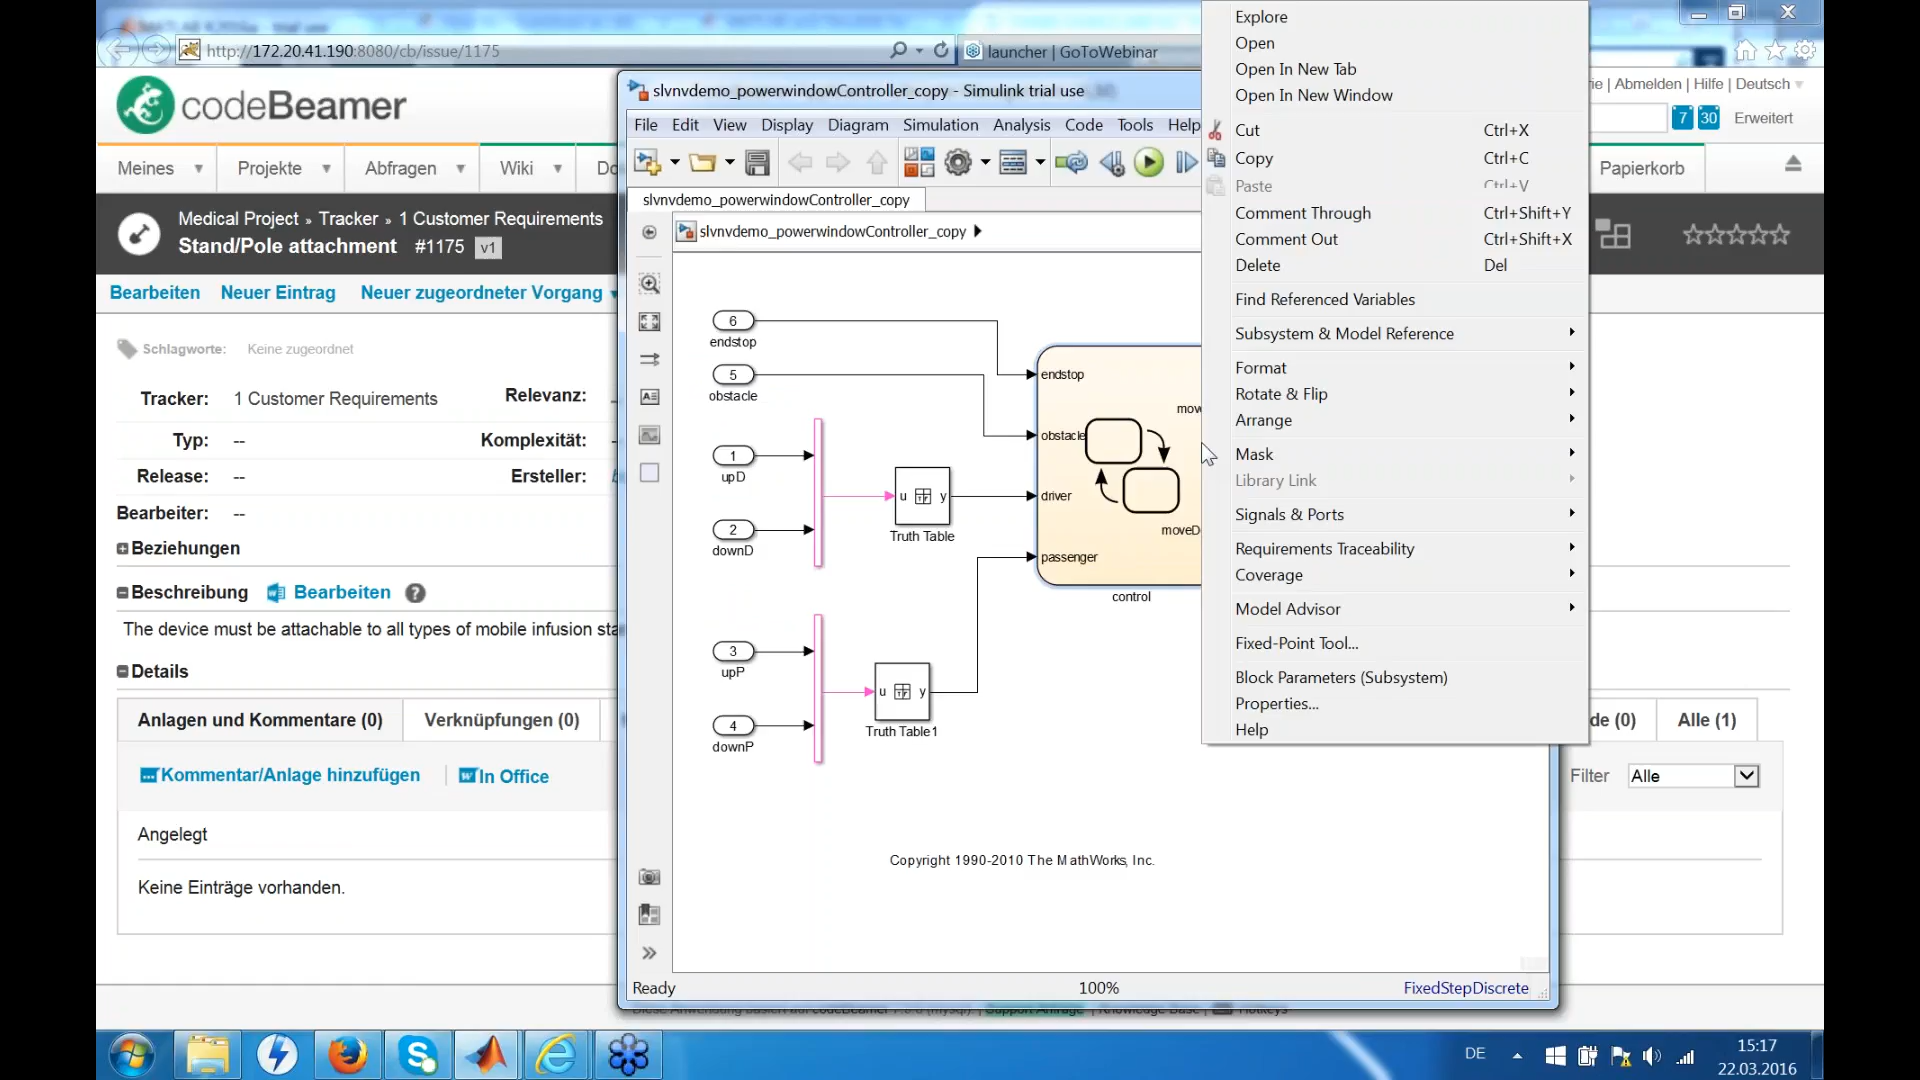 http://172.20.41.190:8080/cb/issue/1175
launcher | GoToWebinar
codeBeamer
Abmelden | Hilfe | Deutsch
7 30 Erweitert
Meines
Projekte
Abfragen
Wiki
Papierkorb
Medical Project » Tracker » 1 Customer Requirements
Stand/Pole attachment #1175 v1
Bearbeiten Neuer Eintrag Neuer zugeordneter Vorgang
Schlagworte: Keine zugeordnet
Tracker: 1 Customer Requirements Relevanz:
Typ: -- Komplexität:
Release: -- Ersteller:
Bearbeiter: --
Beziehungen
Beschreibung Bearbeiten ?
The device must be attachable to all types of mobile infusion
Details
Anlagen und Kommentare (0)
Verknüpfungen (0)
Alle (1)
Kommentar/Anlage hinzufügen
In Office
Filter Alle
Angelegt
Keine Einträge vorhanden.
slvnvdemo_powerwindowController_copy - Simulink trial use
File Edit View Display Diagram Simulation Analysis Code Tools Help
slvnvdemo_powerwindowController_copy
slvnvdemo_powerwindowController_copy
6
endstop
5
obstacle
1
upD
2
downD
3
upP
4
downP
u y
Truth Table
u y
Truth Table1
endstop
obstacle
driver
passenger
control
Copyright 1990-2010 The MathWorks, Inc.
Ready
100%
FixedStepDiscrete
Explore
Open
Open In New Tab
Open In New Window
Cut Ctrl+X
Copy Ctrl+C
Paste Ctrl+V
Comment Through Ctrl+Shift+Y
Comment Out Ctrl+Shift+X
Delete Del
Find Referenced Variables
Subsystem & Model Reference
Format
Rotate & Flip
Arrange
Mask
Library Link
Signals & Ports
Requirements Traceability
Coverage
Model Advisor
Fixed-Point Tool...
Block Parameters (Subsystem)
Properties...
Help
DE
15:17
22.03.2016